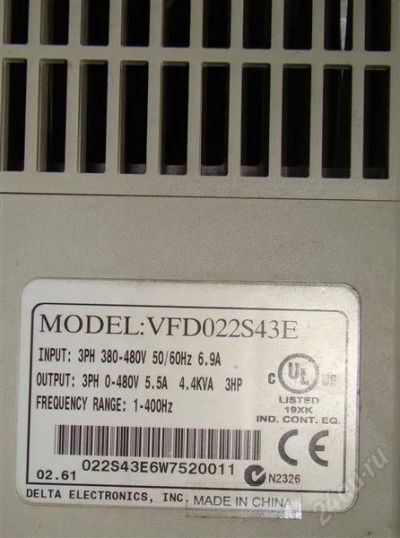 MODEL:VFD022S43E
INPUT: 3PH 380-480V 50/60Hz 6.9A
OUTPUT: 3PH 0-480V 5.5A 4.4KVA 3HP
FREQUENCY RANGE: 1-400Hz
C UL US
LISTED
19XK
IND. CONT. EQ.
022S43E6W7520011
02.61
CE
N2326
DELTA ELECTRONICS, INC. MADE IN CHINA